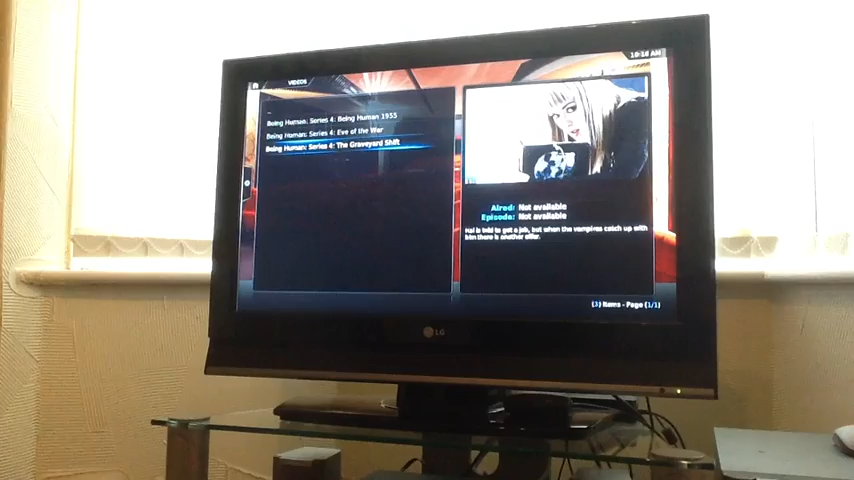 10:18 AM
VIDEOS
..
Being Human: Series 4: Being Human 1955
Being Human: Series 4: Eve of the War
Being Human: Series 4: The Graveyard Shift
Aired: Not available
Episode: Not available
Hal is told to get a job, but when the vampires catch up with
him there is another offer.
(3) Items - Page (1/1)
LG